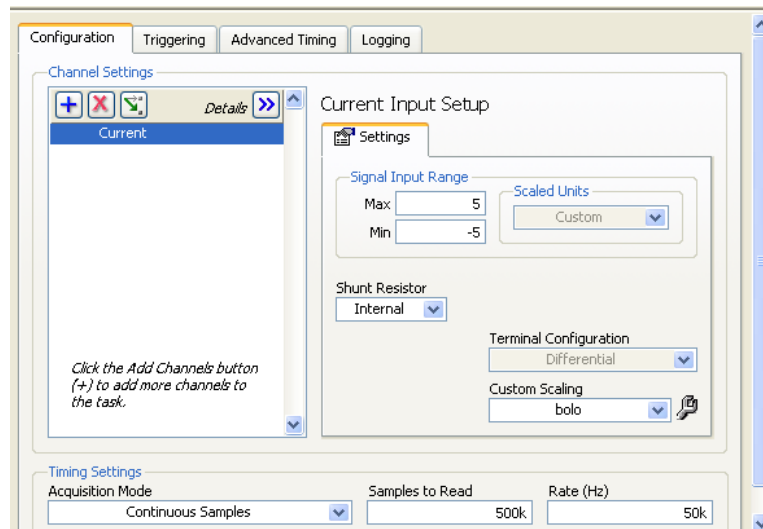 Configuration
Triggering
Advanced Timing
Logging
Channel Settings
Details
Current
Click the Add Channels button
(+) to add more channels to
the task.
Current Input Setup
Settings
Signal Input Range
Max 5
Min -5
Scaled Units
Custom
Shunt Resistor
Internal
Terminal Configuration
Differential
Custom Scaling
bolo
Timing Settings
Acquisition Mode
Continuous Samples
Samples to Read
500k
Rate (Hz)
50k